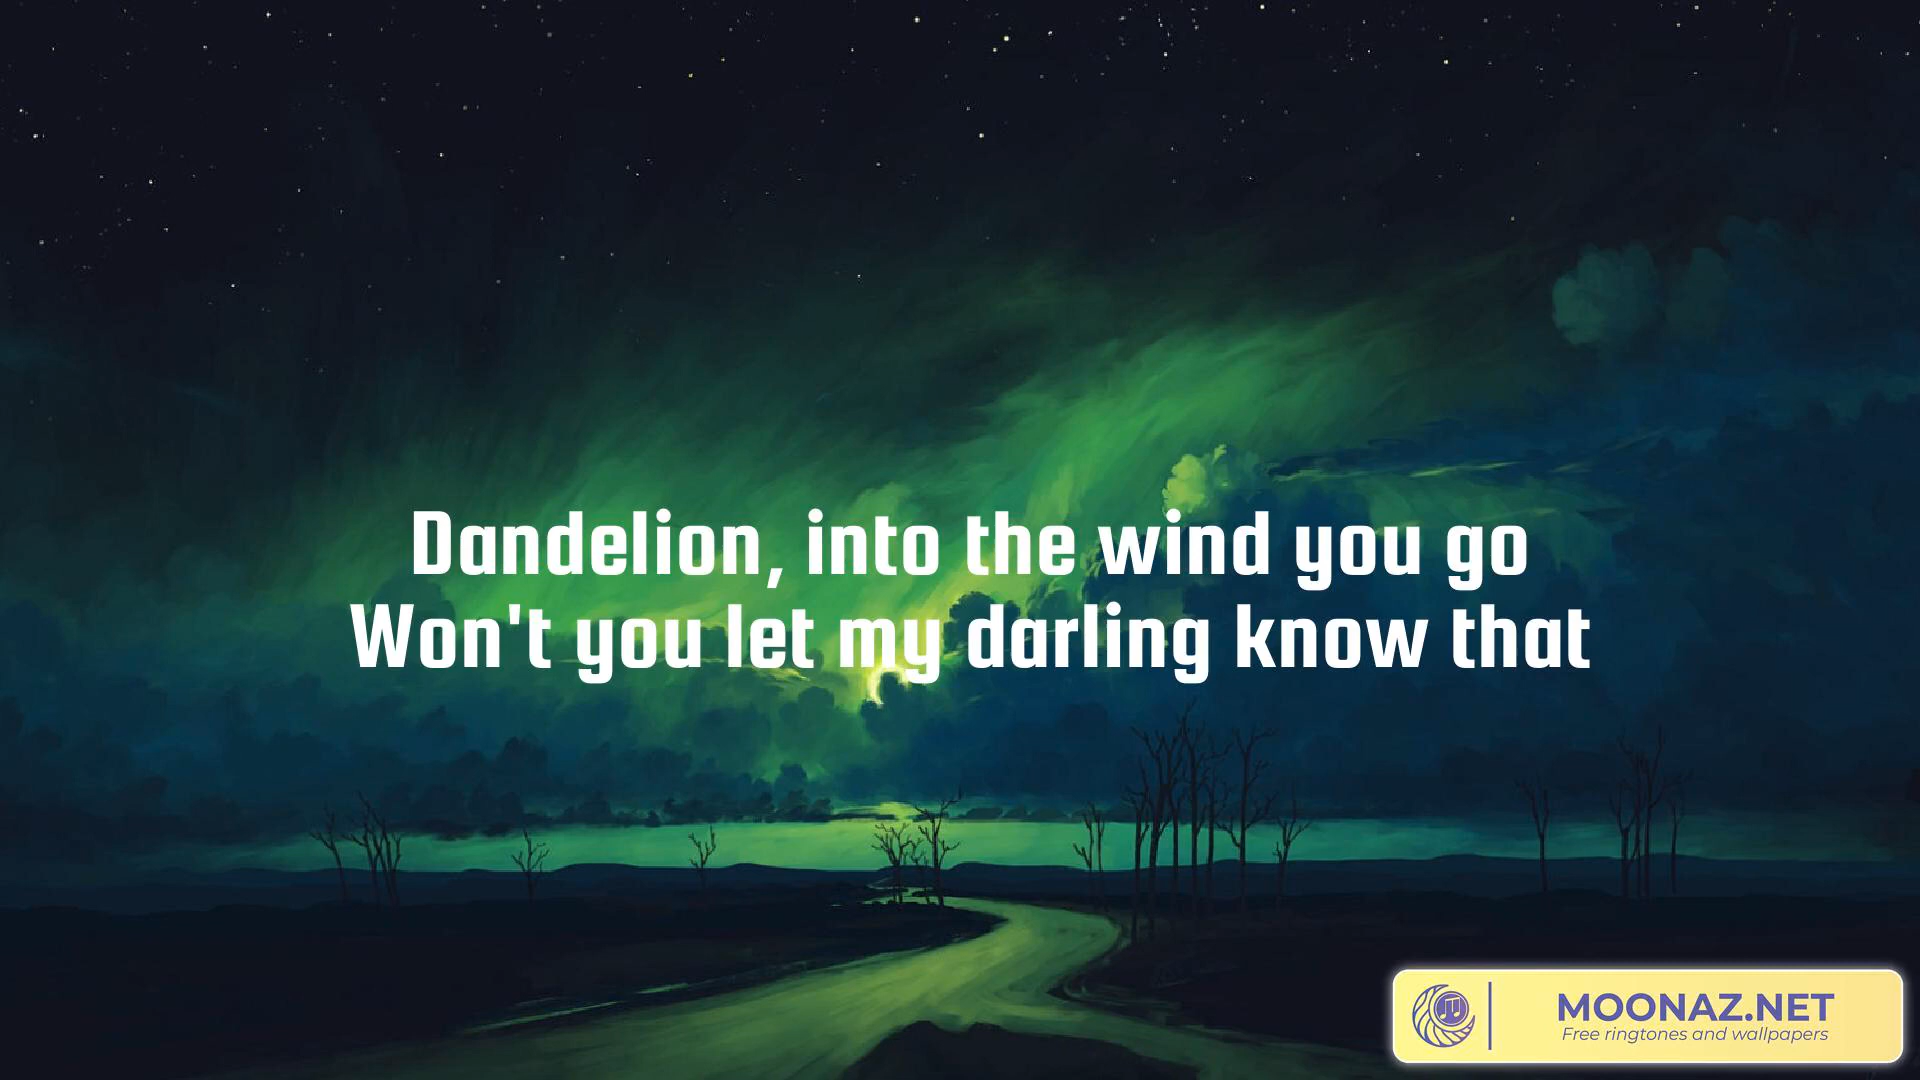 Dandelion, into the wind you go
Won't you let my darling know that
MOONAZ.NET
Free ringtones and wallpapers